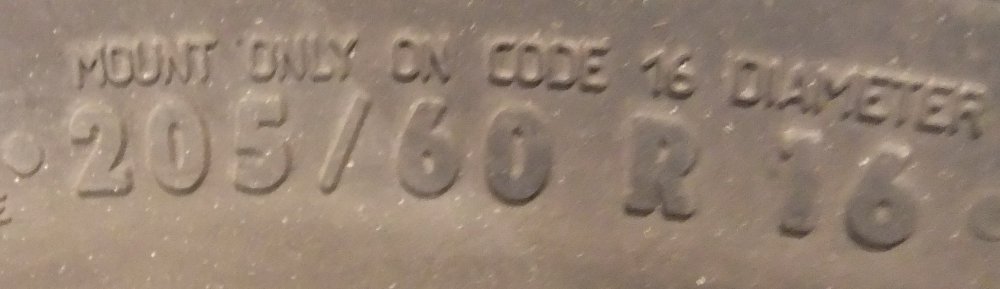 MOUNT ONLY ON CODE 16 DIAMETER
• 205/60 R 16 •